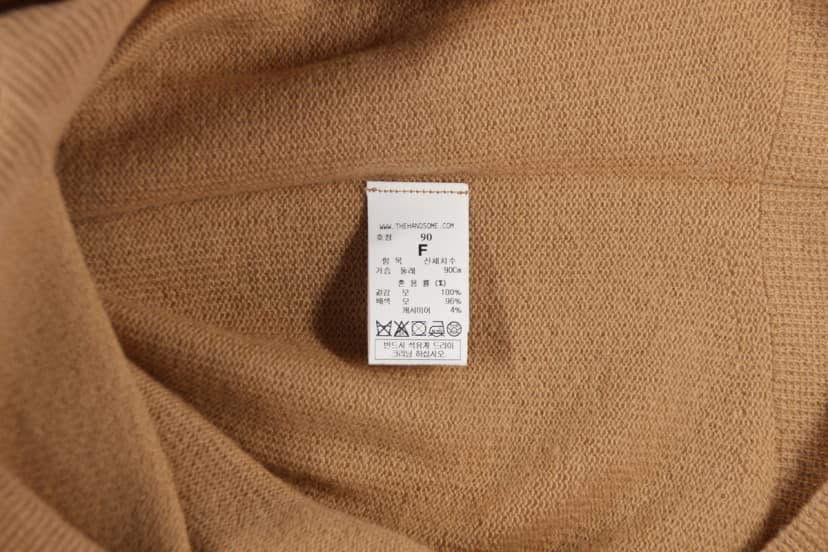 WWW.THEHANDSOME.COM
호칭 90
F
항 목 신체치수
가슴 둘레 90Cm
혼 용 률 (%)
겉감 모 100%
배색 모 96%
캐시미어 4%
반드시 석유계 드라이
크리닝 하십시오